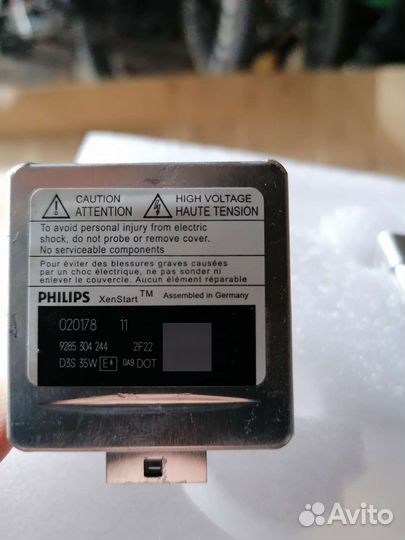 CAUTION
ATTENTION
HIGH VOLTAGE
HAUTE TENSION
To avoid personal injury from electric
shock, do not probe or remove cover.
No serviceable components
Pour éviter des blessures graves causées
par un choc électrique, ne pas sonder ni
enlever le couvercle. Aucun élément réparable
PHILIPS XenStart™ Assembled in Germany
020178 11
9285 304 244 2F22
D3S 35W E4 0A9 DOT
Avito